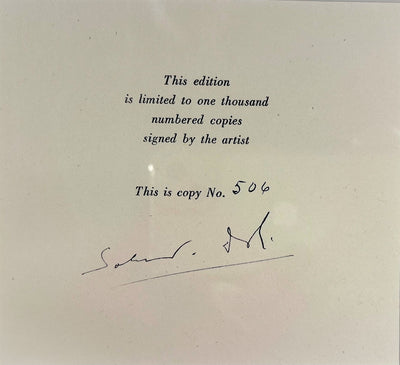 This edition
is limited to one thousand
numbered copies
signed by the artist
This is copy No. 506